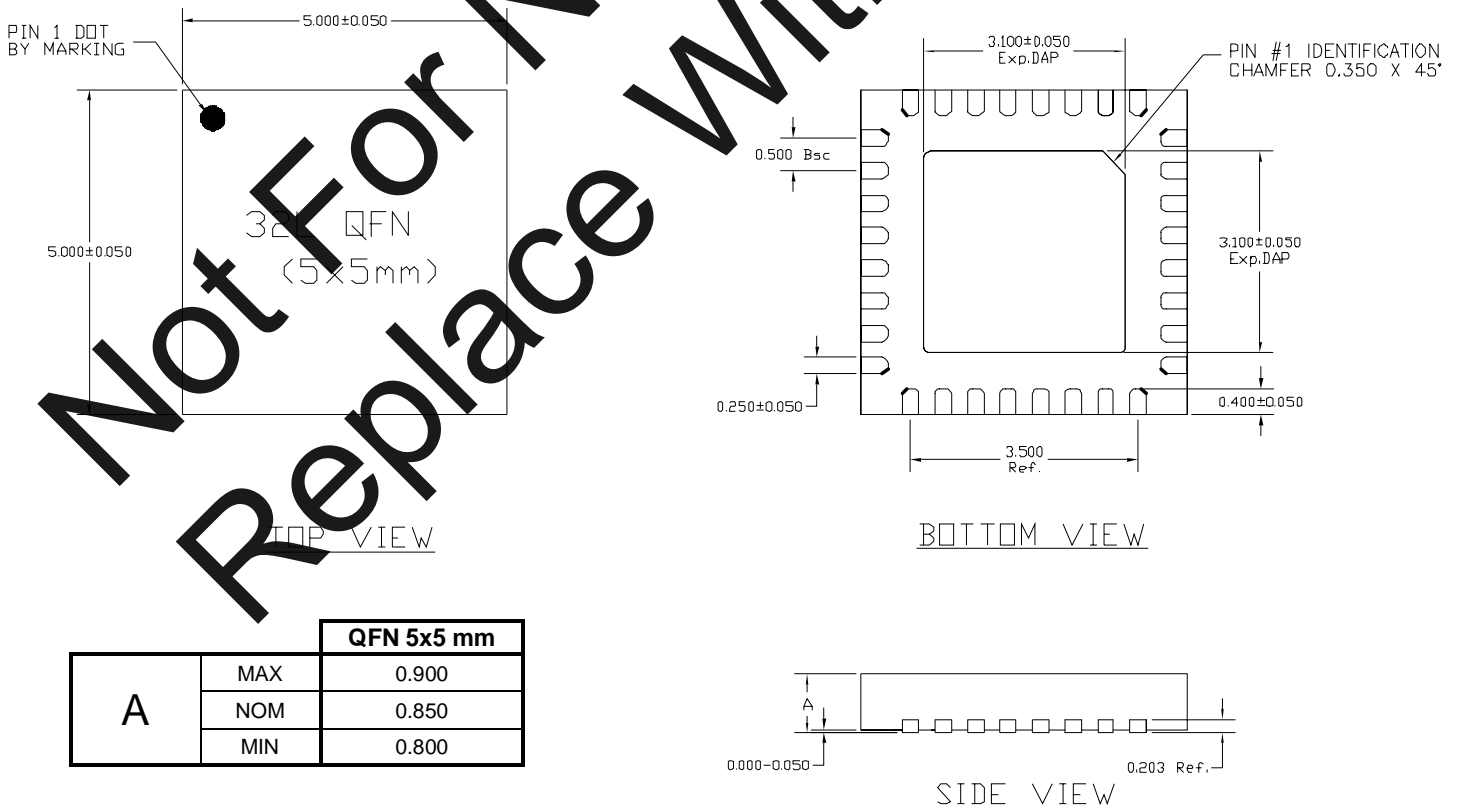 PIN 1 DOT
BY MARKING
5.000±0.050
5.000±0.050
32L QFN
(5x5mm)
TOP VIEW
3.100±0.050
Exp.DAP
PIN #1 IDENTIFICATION
CHAMFER 0.350 X 45°
0.500 Bsc
3.100±0.050
Exp.DAP
0.250±0.050
0.400±0.050
3.500
Ref.
BOTTOM VIEW
QFN 5x5 mm
A
MAX 0.900
NOM 0.850
MIN 0.800
A
0.000-0.050
0.203 Ref.
SIDE VIEW
Not For N
Replace With